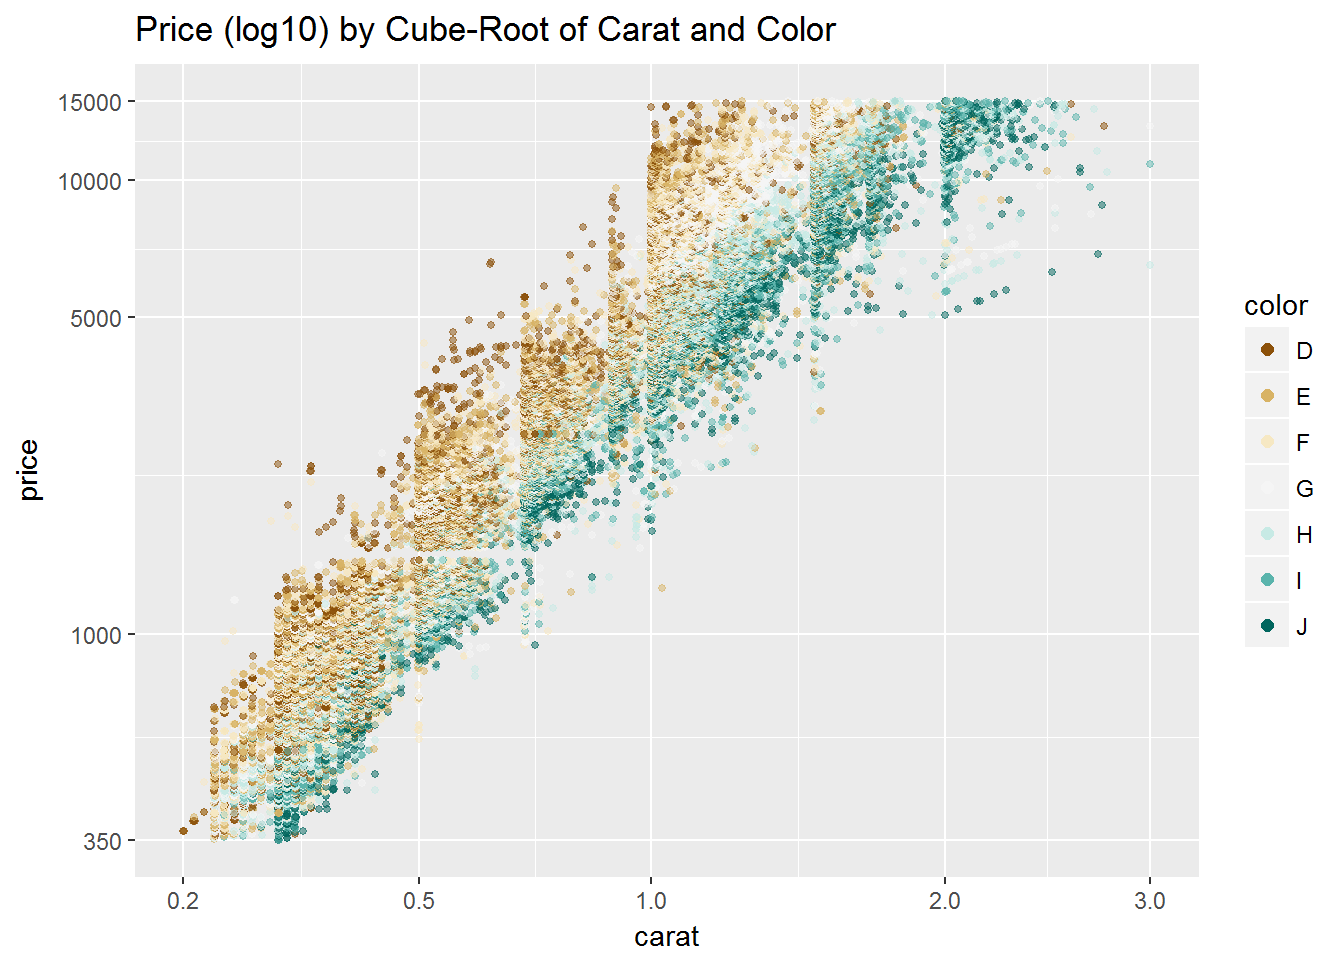 Price (log10) by Cube-Root of Carat and Color
15000
10000
5000
1000
350
price
0.2 0.5 1.0 2.0 3.0
carat
color
D
E
F
G
H
I
J